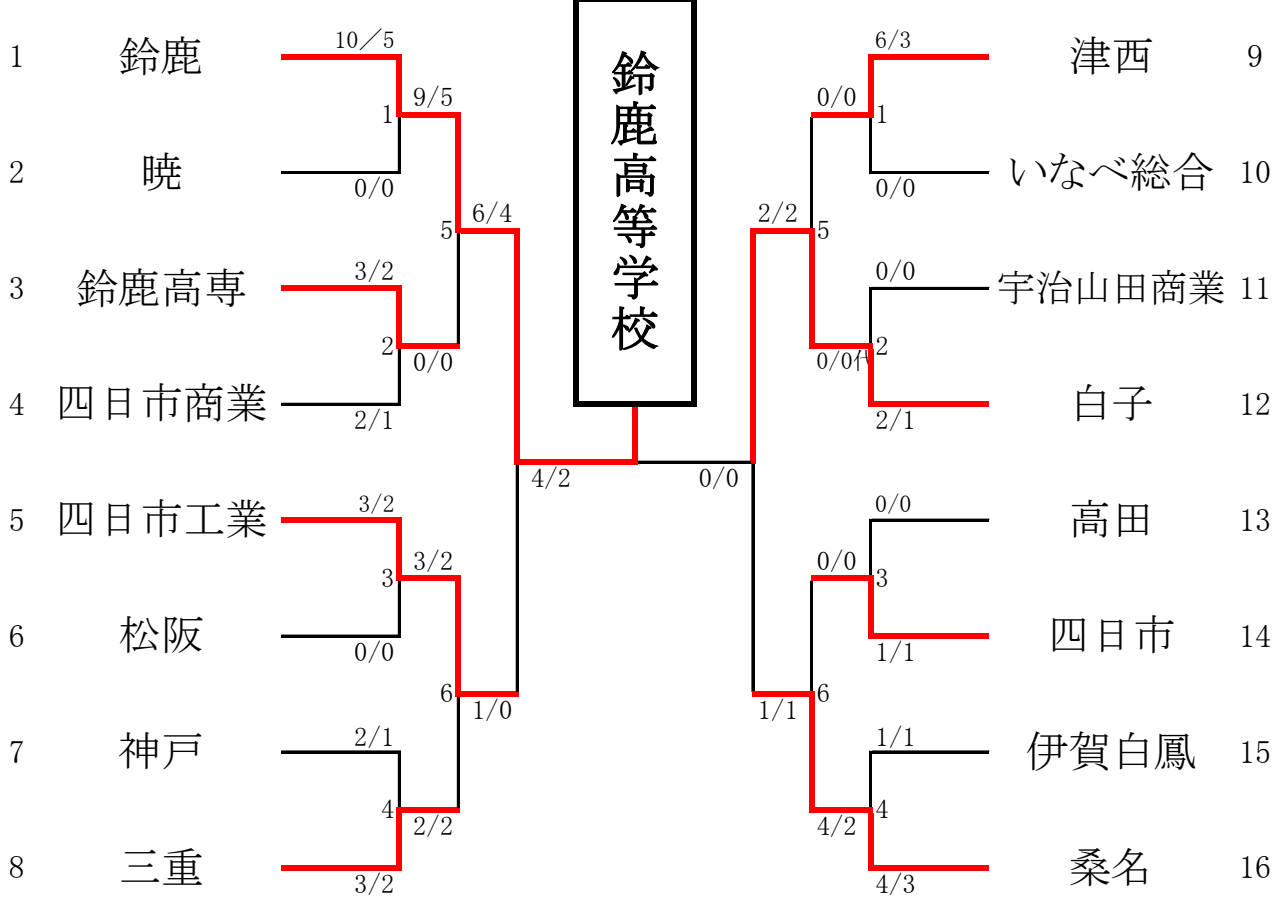 鈴鹿高等学校
1 鈴鹿 10／5
9/5
1
2 暁 0/0
5 6/4
3 鈴鹿高専 3/2
2
0/0
4 四日市商業 2/1
4/2
5 四日市工業 3/2
3/2
3
6 松阪 0/0
6
1/0
7 神戸 2/1
4
2/2
8 三重 3/2
6/3 津西 9
0/0
1
0/0 いなべ総合 10
2/2 5
0/0 宇治山田商業 11
2
0/0代
2/1 白子 12
0/0
0/0 高田 13
0/0
3
1/1 四日市 14
6
1/1
1/1 伊賀白鳳 15
4
4/2
4/3 桑名 16